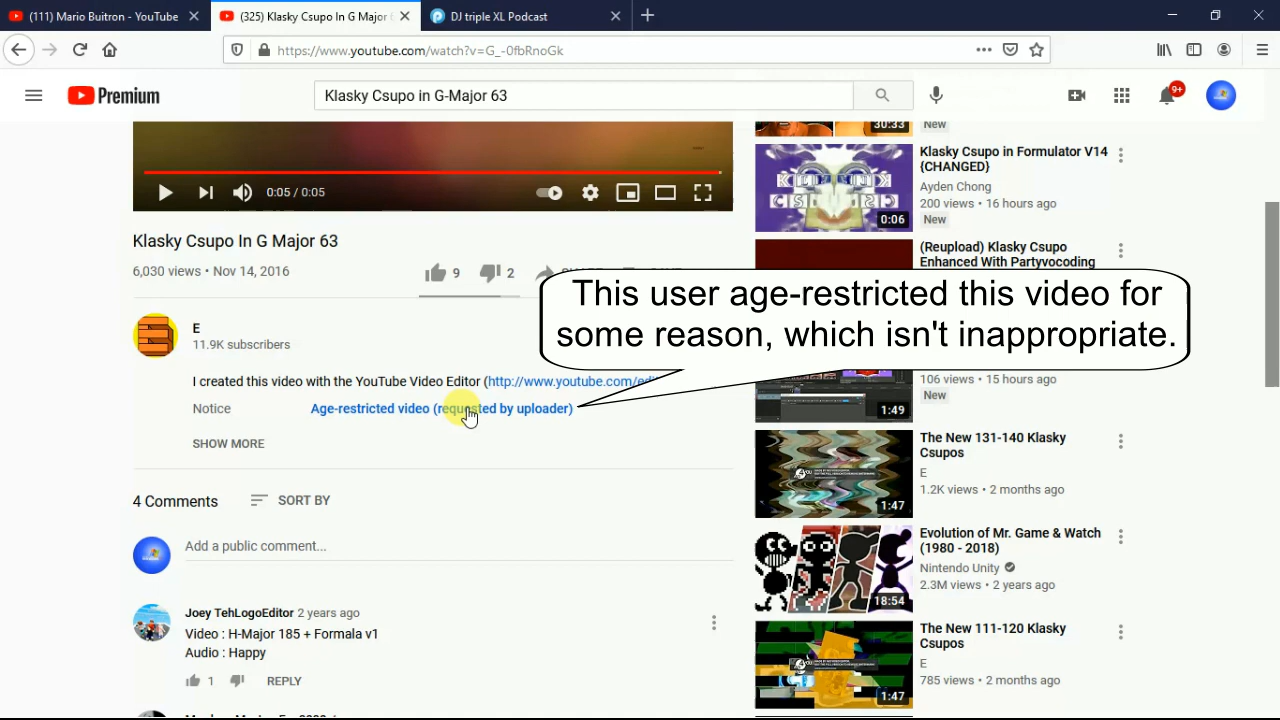 (111) Mario Buitron - YouTube
(325) Klasky Csupo In G Major
DJ triple XL Podcast
https://www.youtube.com/watch?v=G_-0fbRnoGk
Premium
Klasky Csupo in G-Major 63
9+
0:05 / 0:05
Klasky Csupo In G Major 63
6,030 views • Nov 14, 2016
9
2
E
11.9K subscribers
This user age-restricted this video for
some reason, which isn't inappropriate.
I created this video with the YouTube Video Editor (http://www.youtube.com/
Notice
Age-restricted video (requested by uploader)
SHOW MORE
4 Comments
SORT BY
Add a public comment...
Joey TehLogoEditor 2 years ago
Video : H-Major 185 + Formala v1
Audio : Happy
1
REPLY
30:33
New
Klasky Csupo in Formulator V14
{CHANGED}
Ayden Chong
200 views • 16 hours ago
New
0:06
(Reupload) Klasky Csupo
Enhanced With Partyvocoding
106 views • 15 hours ago
New
1:49
The New 131-140 Klasky
Csupos
E
1.2K views • 2 months ago
1:47
Evolution of Mr. Game & Watch
(1980 - 2018)
Nintendo Unity
2.3M views • 2 years ago
18:54
The New 111-120 Klasky
Csupos
E
785 views • 2 months ago
1:47